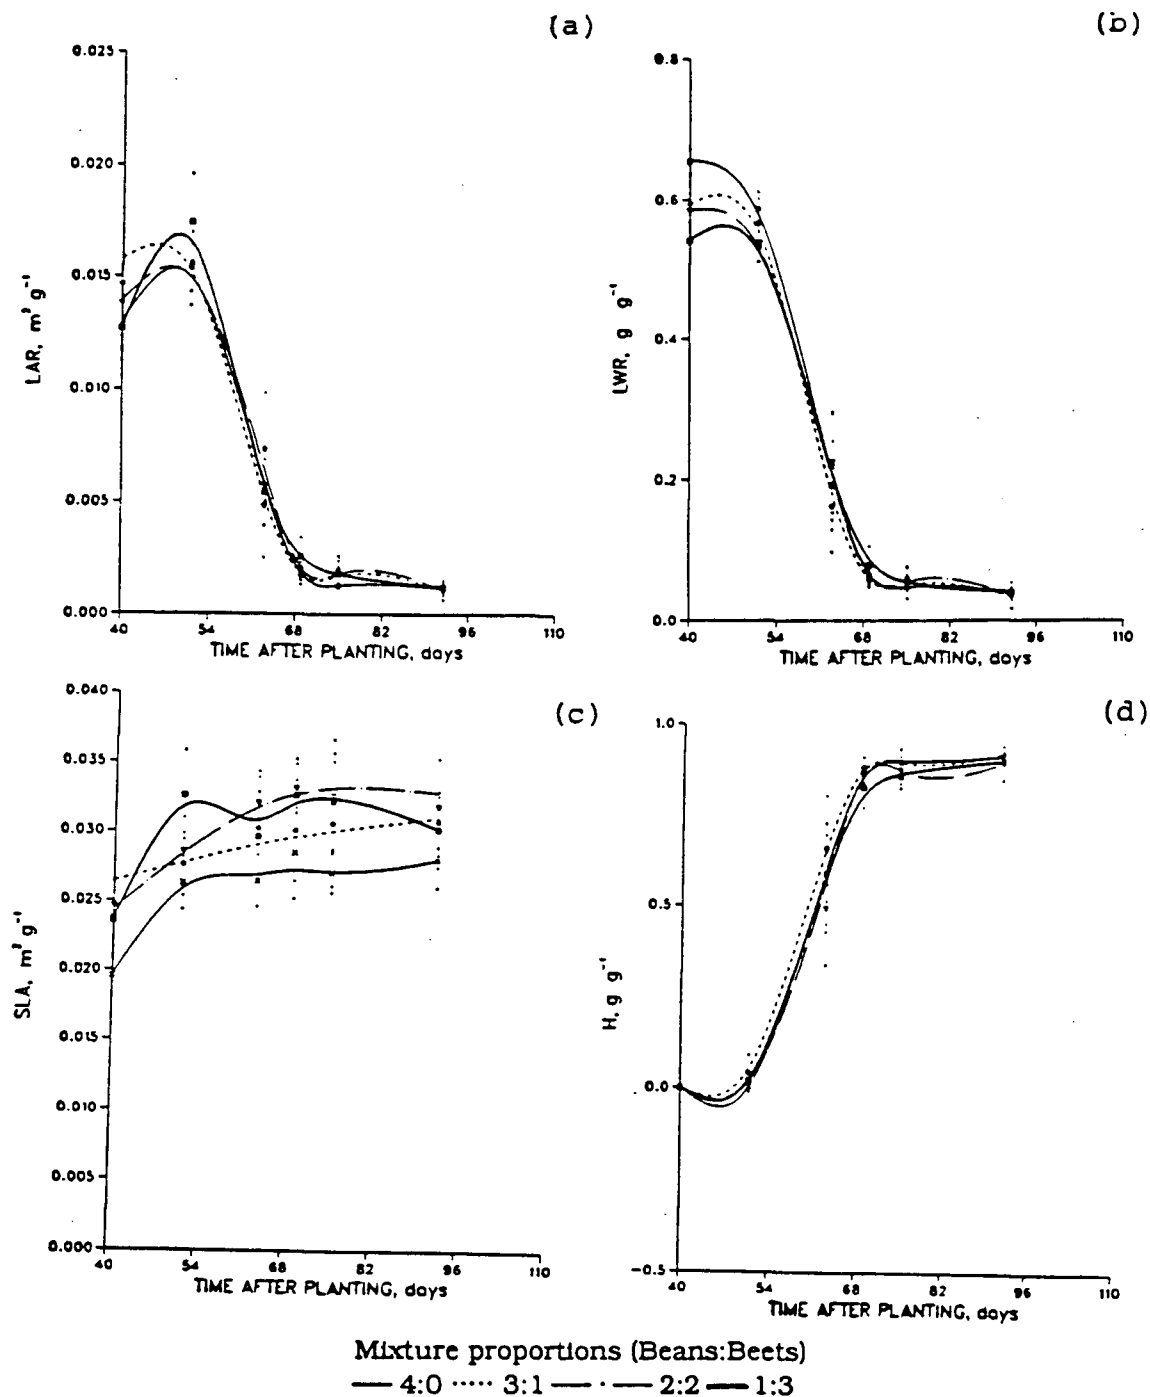 (a)
0.025
0.020
0.015
0.010
0.005
0.000
LAR, m² g⁻¹
40 54 68 82 96 110
TIME AFTER PLANTING, days
(b)
0.8
0.6
0.4
0.2
0.0
LWR, g g⁻¹
40 54 68 82 96 110
TIME AFTER PLANTING, days
(c)
0.040
0.035
0.030
0.025
0.020
0.015
0.010
0.005
0.000
SLA, m² g⁻¹
40 54 68 82 96 110
TIME AFTER PLANTING, days
(d)
1.0
0.5
0.0
-0.5
H, g g⁻¹
40 54 68 82 96 110
TIME AFTER PLANTING, days
Mixture proportions (Beans:Beets)
4:0 3:1 2:2 1:3